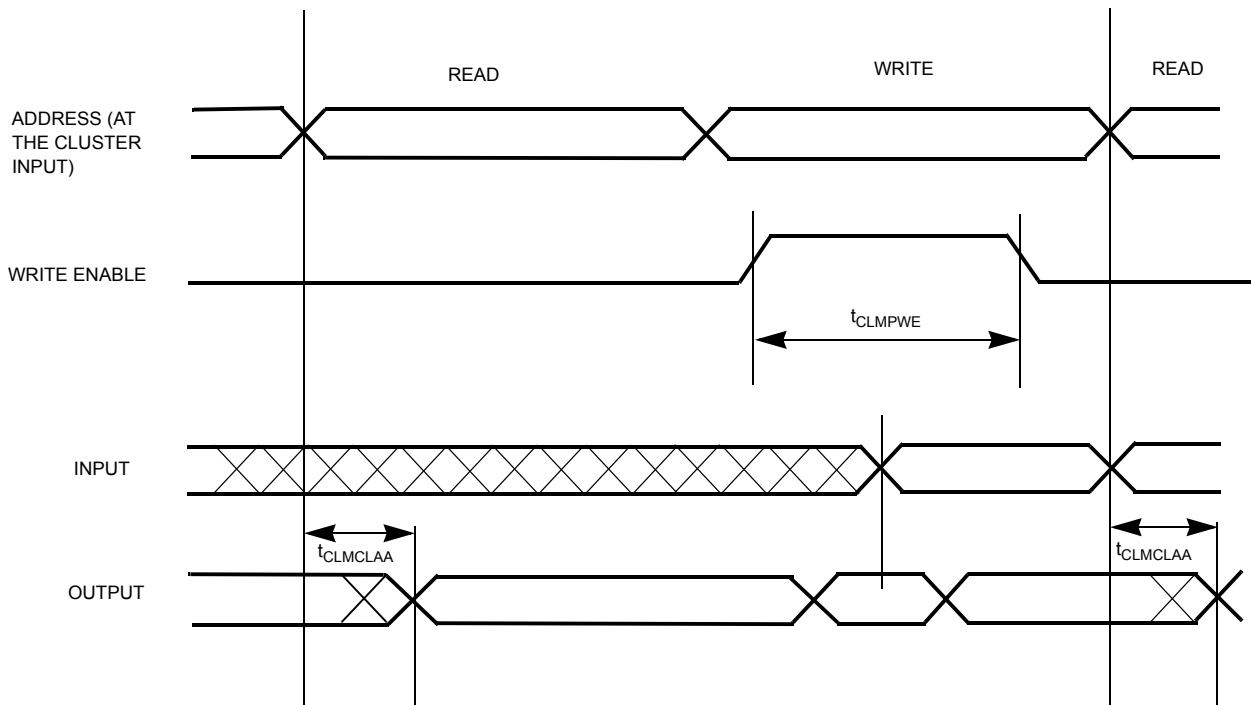 READ
WRITE
READ
ADDRESS (AT
THE CLUSTER
INPUT)
WRITE ENABLE
tCLMPWE
INPUT
tCLMCLAA
tCLMCLAA
OUTPUT